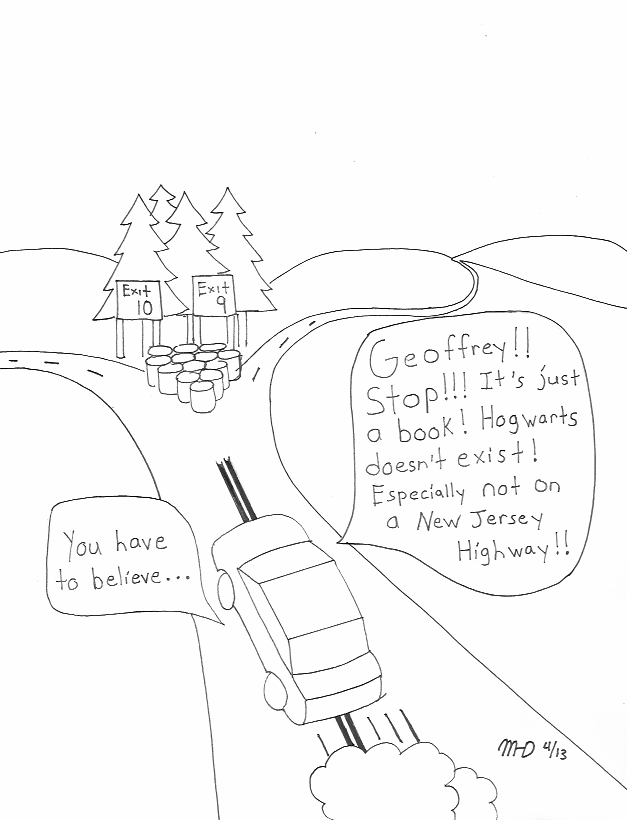 Exit
10
Exit
9
Geoffrey!!
Stop!!! It's just
a book! Hogwarts
doesn't exist!
Especially not on
a New Jersey
Highway!!
You have
to believe...
M-D 4/13